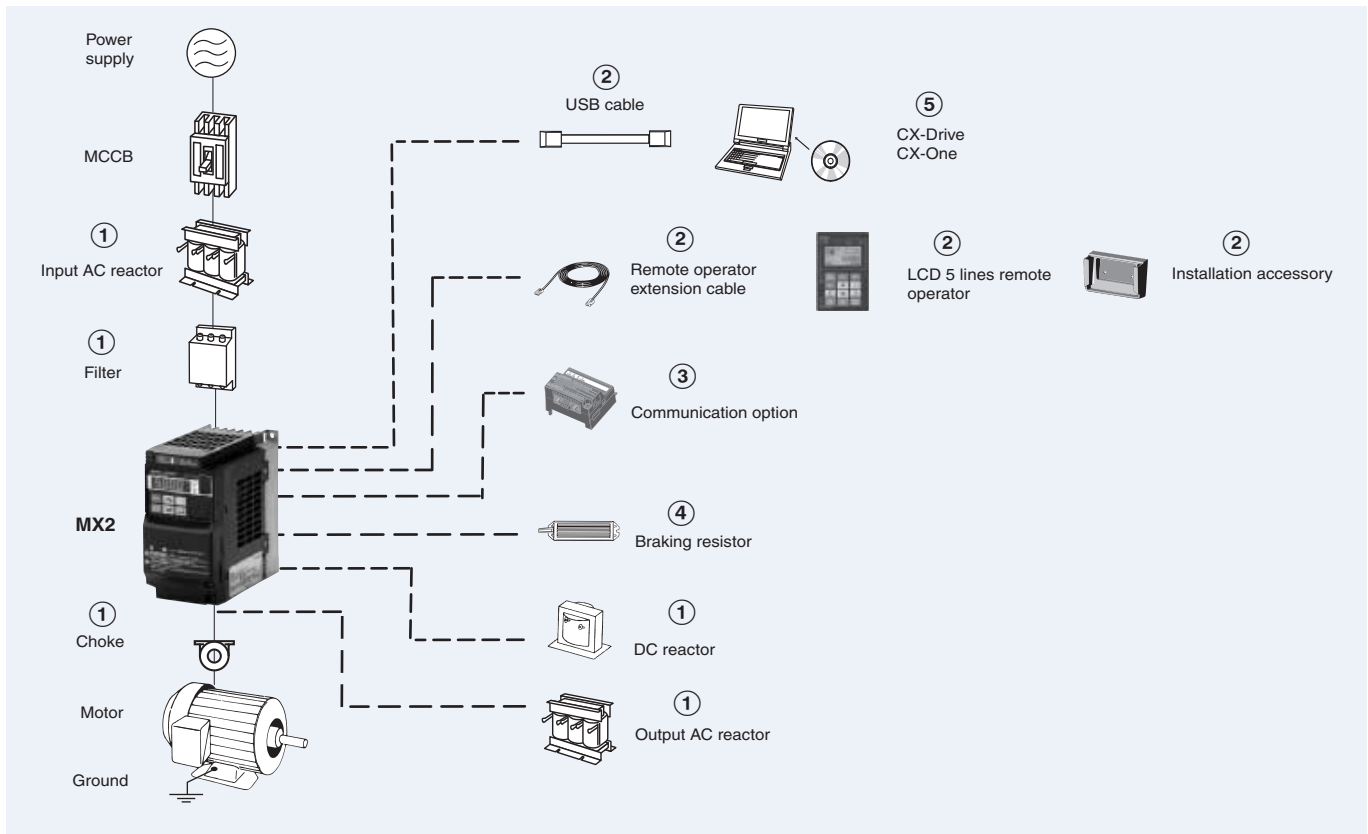 Power
supply
MCCB
1
Input AC reactor
1
Filter
MX2
1
Choke
Motor
Ground
2
USB cable
5
CX-Drive
CX-One
2
Remote operator
extension cable
2
LCD 5 lines remote
operator
2
Installation accessory
3
Communication option
4
Braking resistor
1
DC reactor
1
Output AC reactor